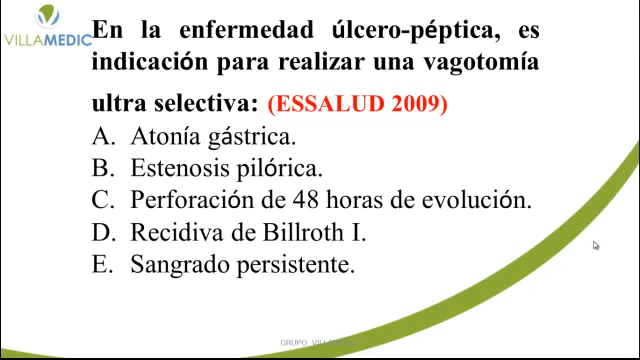 VILLAMEDIC
En la enfermedad úlcero-péptica, es
indicación para realizar una vagotomía
ultra selectiva: (ESSALUD 2009)
A. Atonía gástrica.
B. Estenosis pilórica.
C. Perforación de 48 horas de evolución.
D. Recidiva de Billroth I.
E. Sangrado persistente.
GRUPO